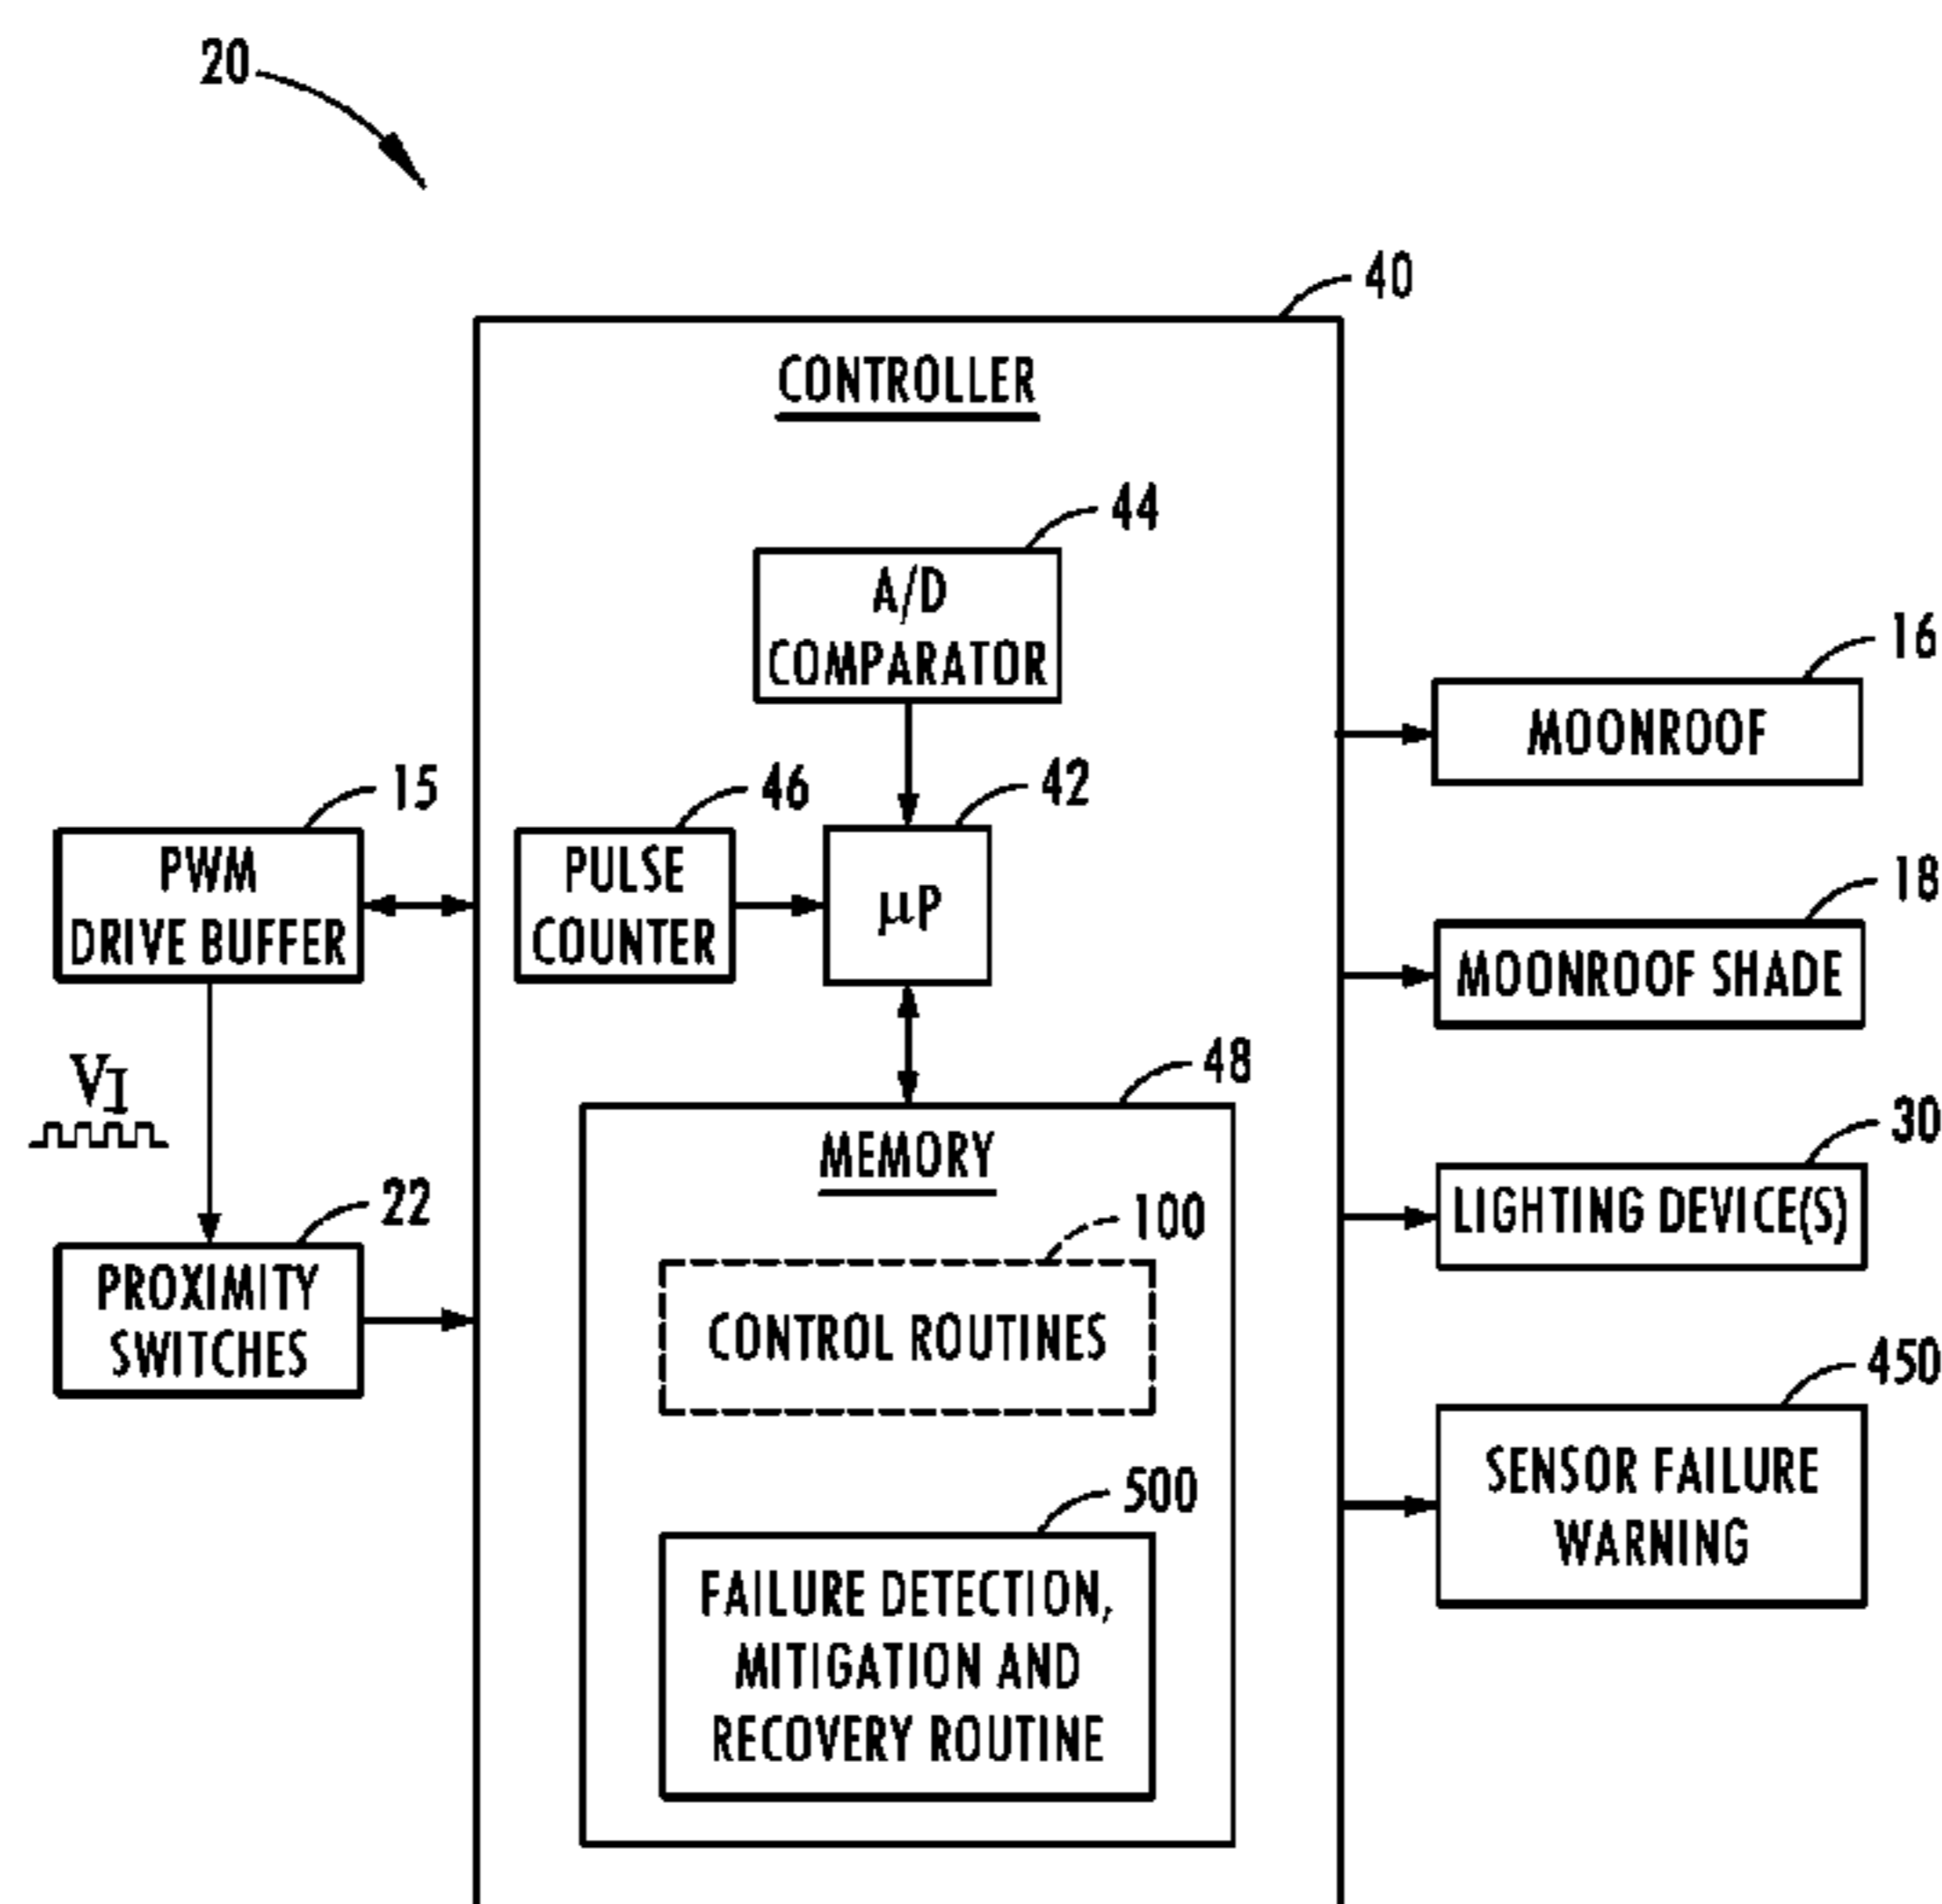 20
40
CONTROLLER
44
A/D
COMPARATOR
16
MOONROOF
15
46
42
PWM
DRIVE BUFFER
PULSE
COUNTER
μP
18
MOONROOF SHADE
VI
48
MEMORY
30
LIGHTING DEVICE(S)
22
PROXIMITY
SWITCHES
100
CONTROL ROUTINES
450
SENSOR FAILURE
WARNING
500
FAILURE DETECTION,
MITIGATION AND
RECOVERY ROUTINE